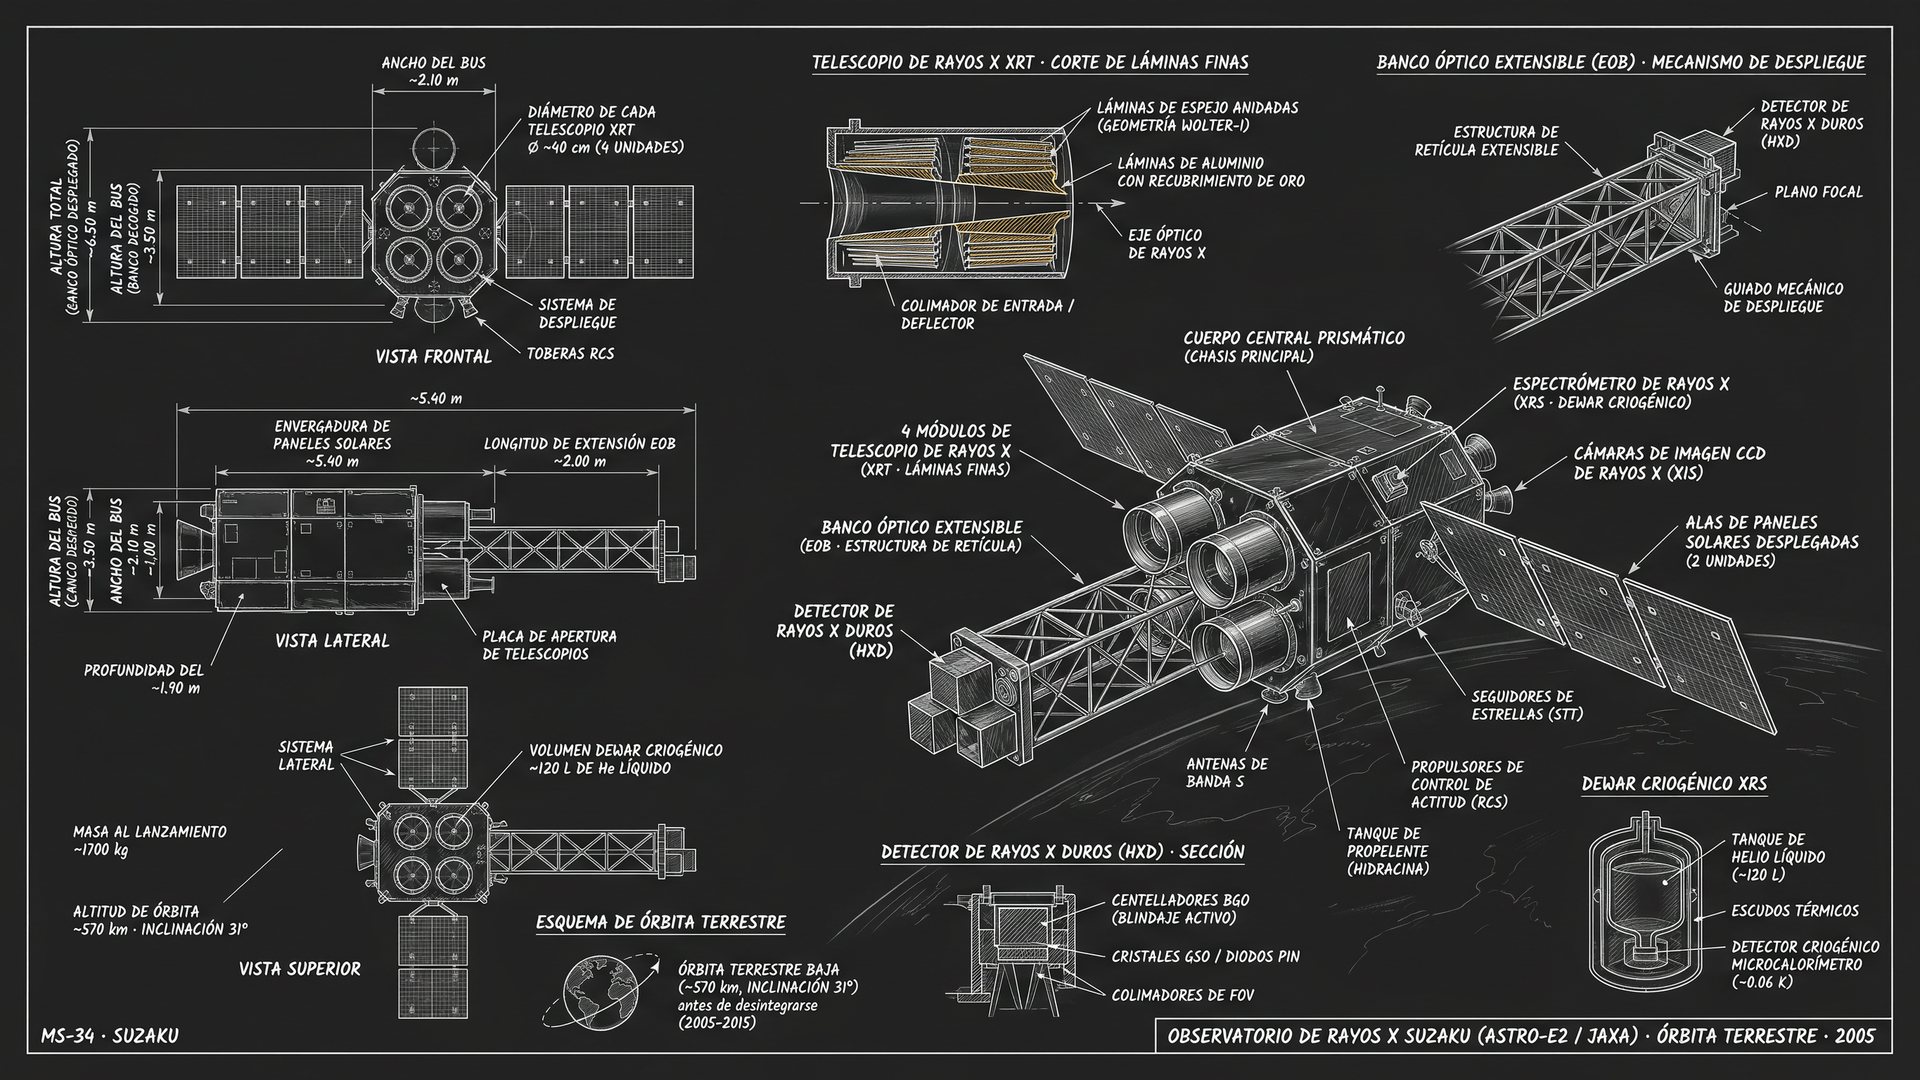 ANCHO DEL BUS
~2.10 m
DIÁMETRO DE CADA
TELESCOPIO XRT
Ø ~40 cm (4 UNIDADES)
ALTURA TOTAL
(CANCO ÓPTICO DESPLEGADO)
~6.50 m
ALTURA DEL BUS
(BANCO DECOGIDO)
~3.50 m
SISTEMA DE
DESPLIEGUE
TOBERAS RCS
VISTA FRONTAL
TELESCOPIO DE RAYOS X XRT · CORTE DE LÁMINAS FINAS
LÁMINAS DE ESPEJO ANIDADAS
(GEOMETRÍA WOLTER-I)
LÁMINAS DE ALUMINIO
CON RECUBRIMIENTO DE ORO
EJE ÓPTICO
DE RAYOS X
COLIMADOR DE ENTRADA /
DEFLECTOR
BANCO ÓPTICO EXTENSIBLE (EOB) · MECANISMO DE DESPLIEGUE
DETECTOR DE
RAYOS X DUROS
(HXD)
ESTRUCTURA DE
RETÍCULA EXTENSIBLE
PLANO FOCAL
GUIADO MECÁNICO
DE DESPLIEGUE
~5.40 m
ENVERGADURA DE
PANELES SOLARES
~5.40 m
LONGITUD DE EXTENSIÓN EOB
~2.00 m
ALTURA DEL BUS
~3.50 m
ANCHO DEL BUS
~2.10 m
~1,00 m
VISTA LATERAL
PLACA DE APERTURA
DE TELESCOPIOS
PROFUNDIDAD DEL
~1.90 m
CUERPO CENTRAL PRISMÁTICO
(CHASIS PRINCIPAL)
ESPECTRÓMETRO DE RAYOS X
(XRS · DEWAR CRIOGÉNICO)
4 MÓDULOS DE
TELESCOPIO DE RAYOS X
(XRT · LÁMINAS FINAS)
CÁMARAS DE IMAGEN CCD
DE RAYOS X (XIS)
BANCO ÓPTICO EXTENSIBLE
(EOB · ESTRUCTURA DE RETÍCULA)
ALAS DE PANELES
SOLARES DESPLEGADAS
(2 UNIDADES)
DETECTOR DE
RAYOS X DUROS
(HXD)
SEGUIDORES DE
ESTRELLAS (STT)
ANTENAS DE
BANDA S
PROPULSORES DE
CONTROL DE
ACTITUD (RCS)
TANQUE DE
PROPELENTE
(HIDRACINA)
SISTEMA
LATERAL
VOLUMEN DEWAR CRIOGÉNICO
~120 L DE He LÍQUIDO
MASA AL LANZAMIENTO
~1700 kg
ALTITUD DE ÓRBITA
~570 km · INCLINACIÓN 31°
VISTA SUPERIOR
ESQUEMA DE ÓRBITA TERRESTRE
ÓRBITA TERRESTRE BAJA
(~570 km, INCLINACIÓN 31°)
antes de desintegrarse
(2005-2015)
DETECTOR DE RAYOS X DUROS (HXD) · SECCIÓN
CENTELLADORES BGO
(BLINDAJE ACTIVO)
CRISTALES GSO / DIODOS PIN
COLIMADORES DE FOV
DEWAR CRIOGÉNICO XRS
TANQUE DE
HELIO LÍQUIDO
(~120 L)
ESCUDOS TÉRMICOS
DETECTOR CRIOGÉNICO
MICROCALORÍMETRO
(~0.06 K)
MS-34 · SUZAKU
OBSERVATORIO DE RAYOS X SUZAKU (ASTRO-E2 / JAXA) · ÓRBITA TERRESTRE · 2005